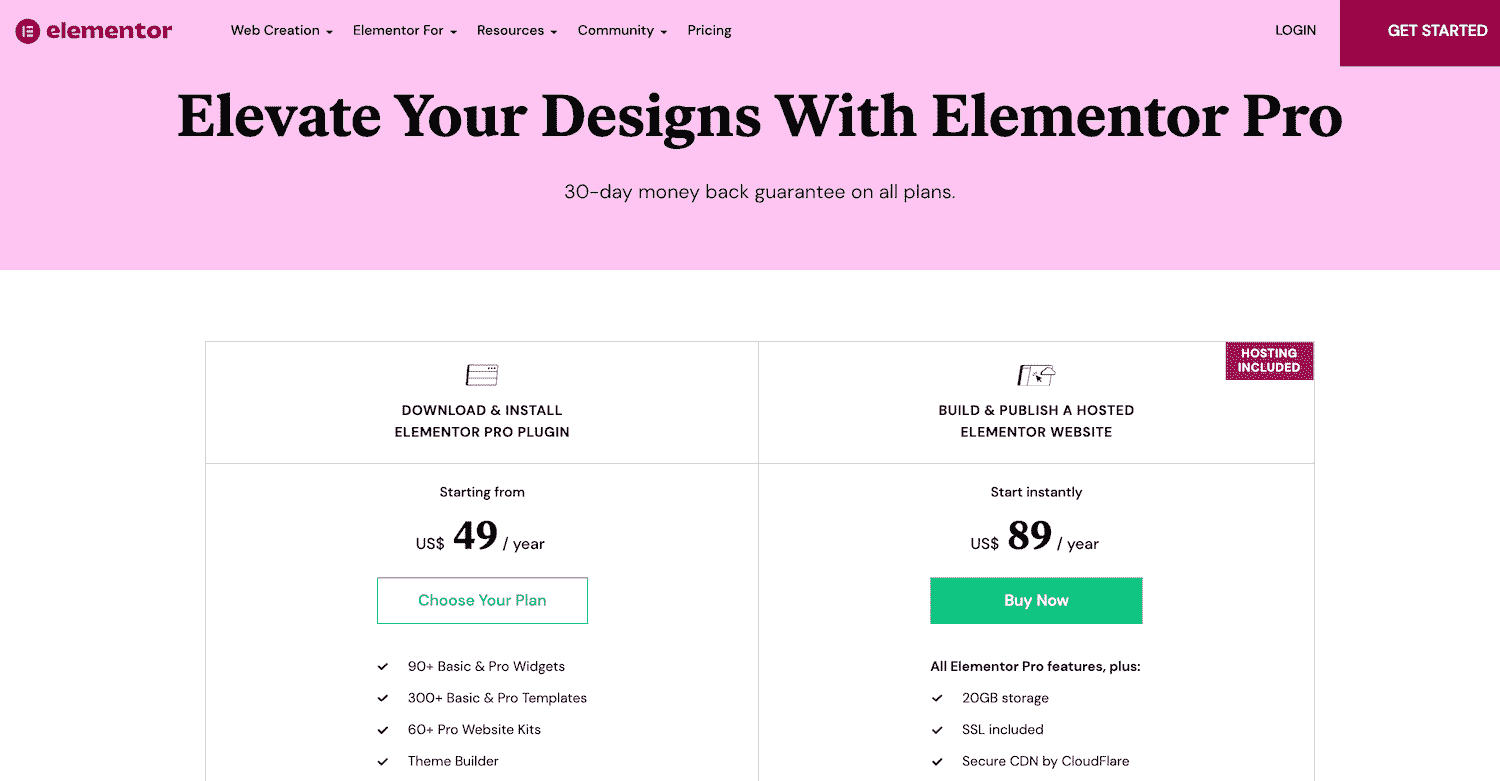 elementor
Web Creation
Elementor For
Resources
Community
Pricing
LOGIN
GET STARTED
Elevate Your Designs With Elementor Pro
30-day money back guarantee on all plans.
HOSTING
INCLUDED
DOWNLOAD & INSTALL
ELEMENTOR PRO PLUGIN
Starting from
US$ 49 / year
Choose Your Plan
90+ Basic & Pro Widgets
300+ Basic & Pro Templates
60+ Pro Website Kits
Theme Builder
BUILD & PUBLISH A HOSTED
ELEMENTOR WEBSITE
Start instantly
US$ 89 / year
Buy Now
All Elementor Pro features, plus:
20GB storage
SSL included
Secure CDN by CloudFlare